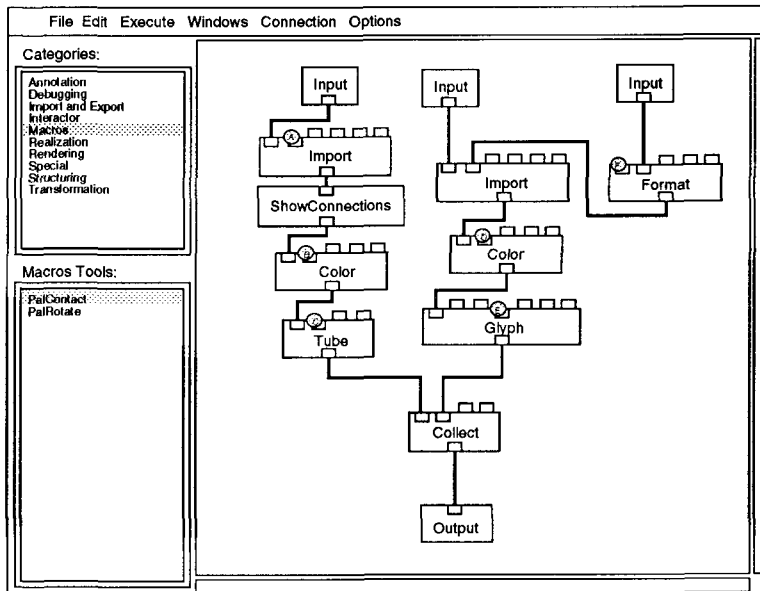 File Edit Execute Windows Connection Options
Categories:
Annotation
Debugging
Import and Export
Interactor
Macros
Realization
Rendering
Special
Structuring
Transformation
Macros Tools:
PalContact
PalRotate
Input
Input
Input
A
Import
Import
Format
ShowConnections
B
Color
D
Color
C
Tube
E
Glyph
Collect
Output